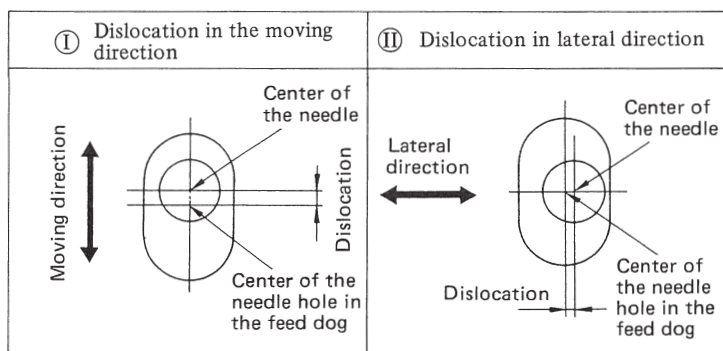 Ⓘ Dislocation in the moving
direction
Moving direction
Center of
the needle
Dislocation
Center of the
needle hole in
the feed dog
Ⓘ Dislocation in lateral direction
Lateral
direction
Center of
the needle
Dislocation
Center of
the needle
hole in the
feed dog